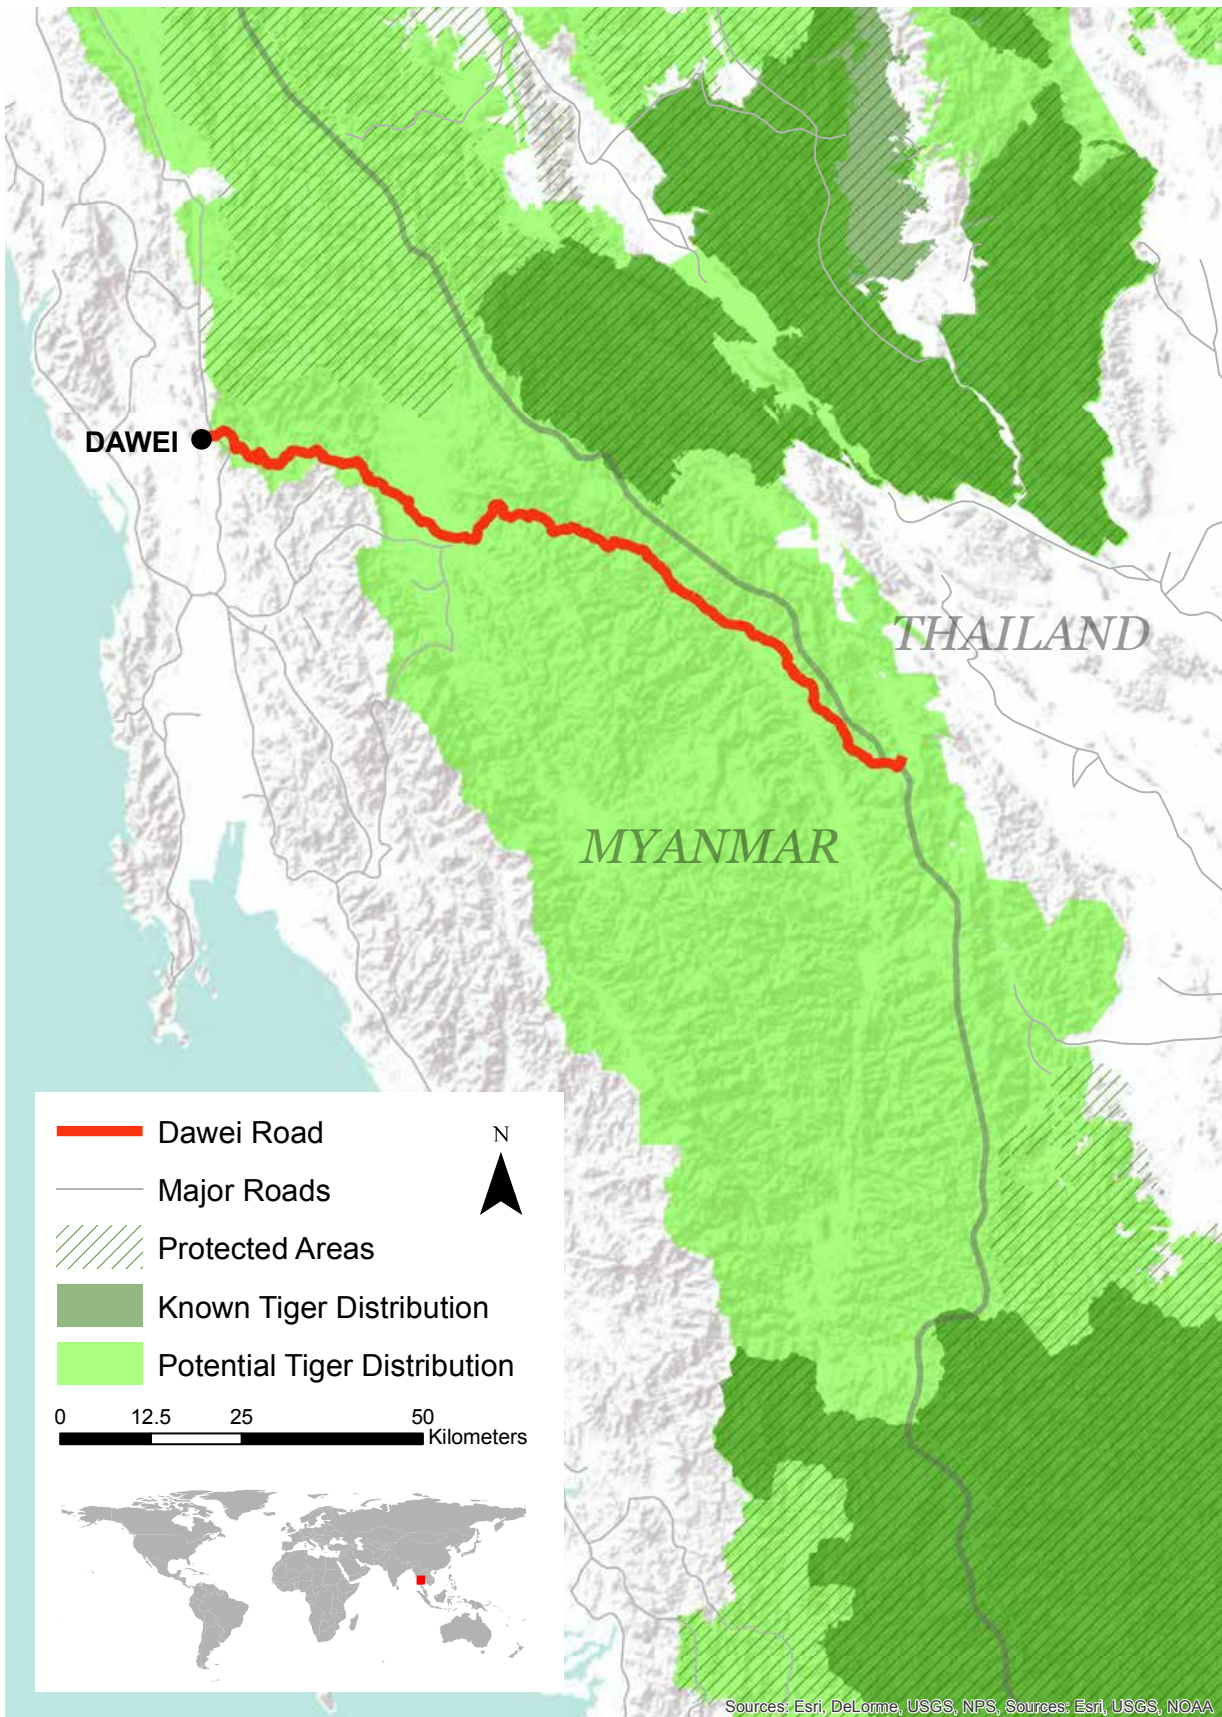 DAWEI
THAILAND
MYANMAR
Dawei Road
N
Major Roads
Protected Areas
Known Tiger Distribution
Potential Tiger Distribution
0 12.5 25 50
Kilometers
Sources: Esri, DeLorme, USGS, NPS, Sources: Esri, USGS, NOAA